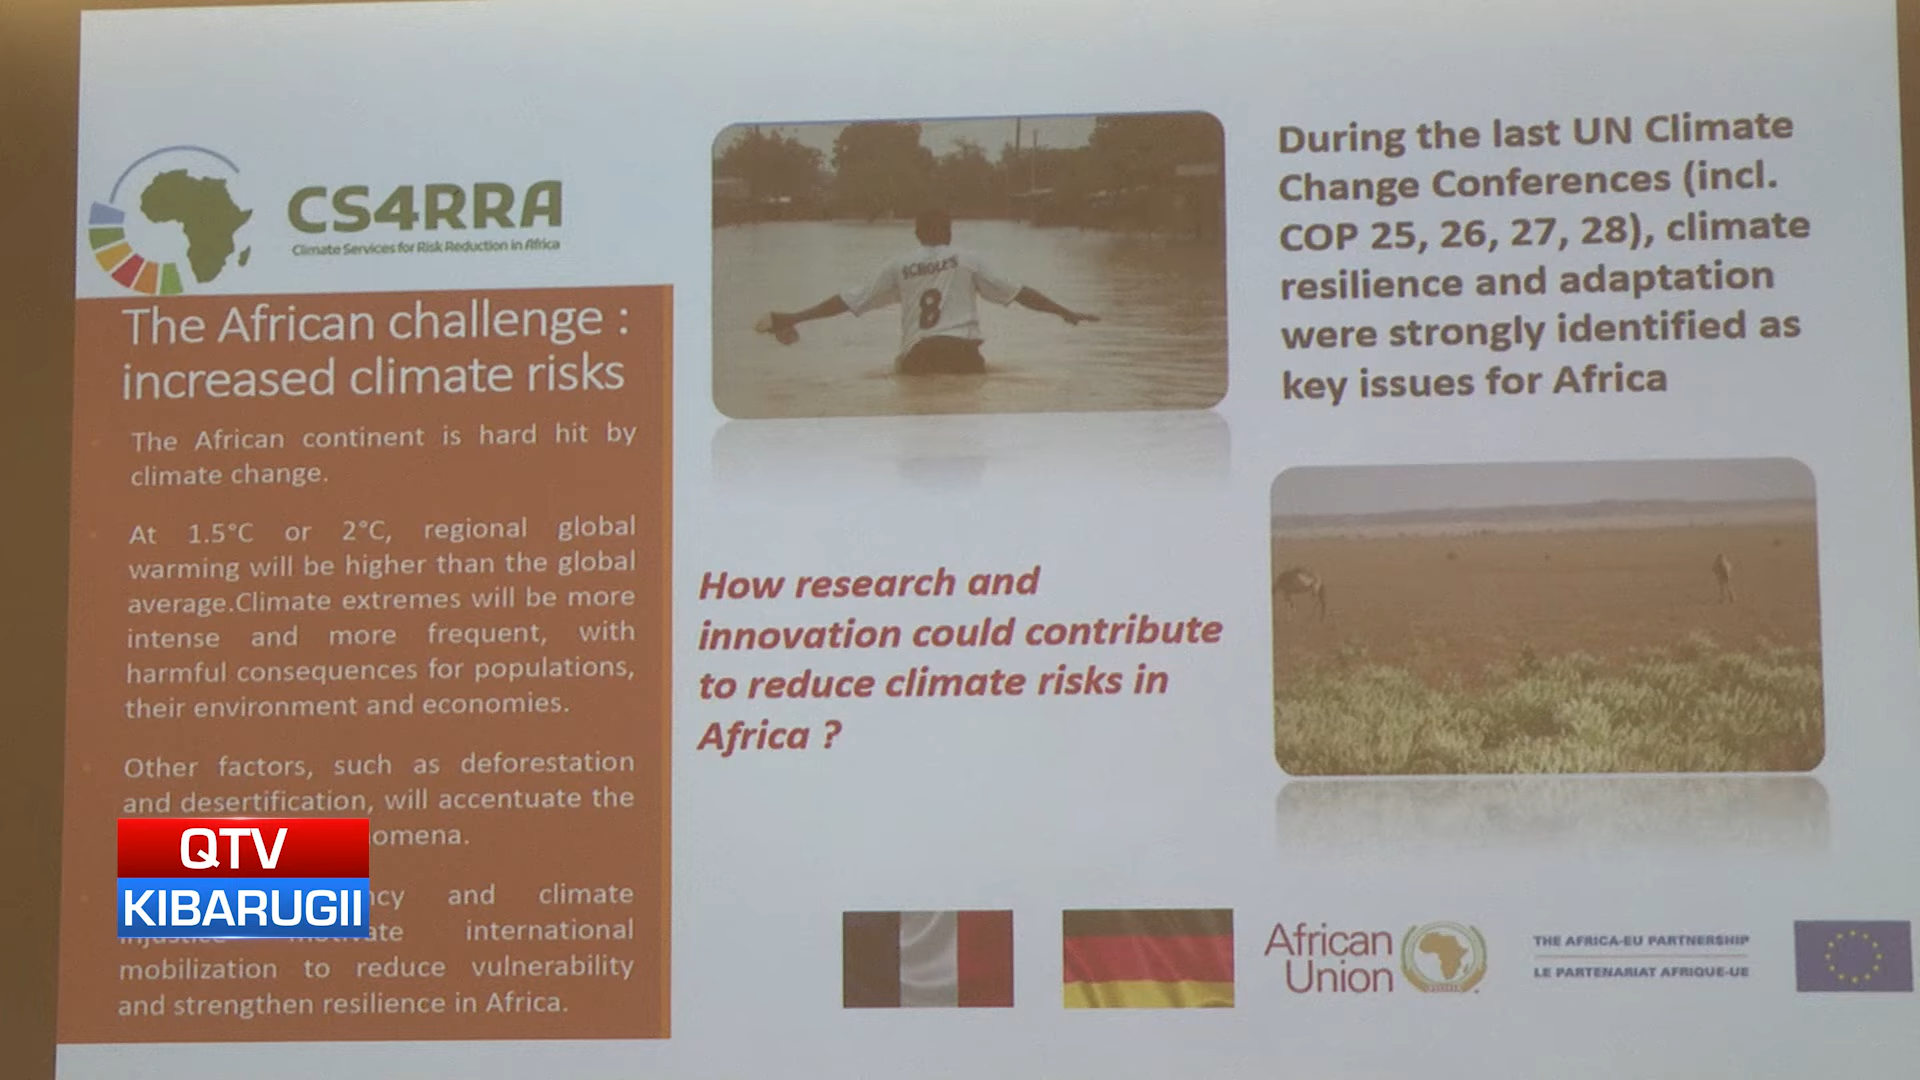 CS4RRA
Climate Services for Risk Reduction in Africa
The African challenge :
increased climate risks
The African continent is hard hit by
climate change.
At 1.5°C or 2°C, regional global
warming will be higher than the global
average.Climate extremes will be more
intense and more frequent, with
harmful consequences for populations,
their environment and economies.
Other factors, such as deforestation
and desertification, will accentuate the
and climate
international
mobilization to reduce vulnerability
and strengthen resilience in Africa.
SCHOLES
8
How research and
innovation could contribute
to reduce climate risks in
Africa ?
During the last UN Climate
Change Conferences (incl.
COP 25, 26, 27, 28), climate
resilience and adaptation
were strongly identified as
key issues for Africa
African
Union
THE AFRICA-EU PARTNERSHIP
LE PARTENARIAT AFRIQUE-UE
QTV
KIBARUGII